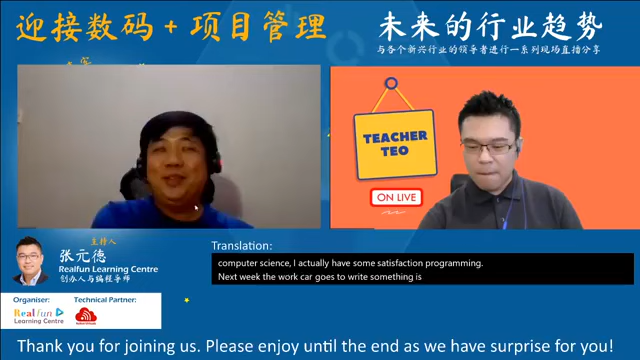 迎接数码 + 项目管理
未来的行业趋势
与各个新兴行业的领导者进行一系列现场直播分享
TEACHER
TEO
ON LIVE
主持人
张元德
Realfun Learning Centre
创办人与编程导师
Translation:
computer science, I actually have some satisfaction programming.
Next week the work car goes to write something is
Organiser:
Technical Partner:
Realfun
Learning Centre
Thank you for joining us. Please enjoy until the end as we have surprise for you!